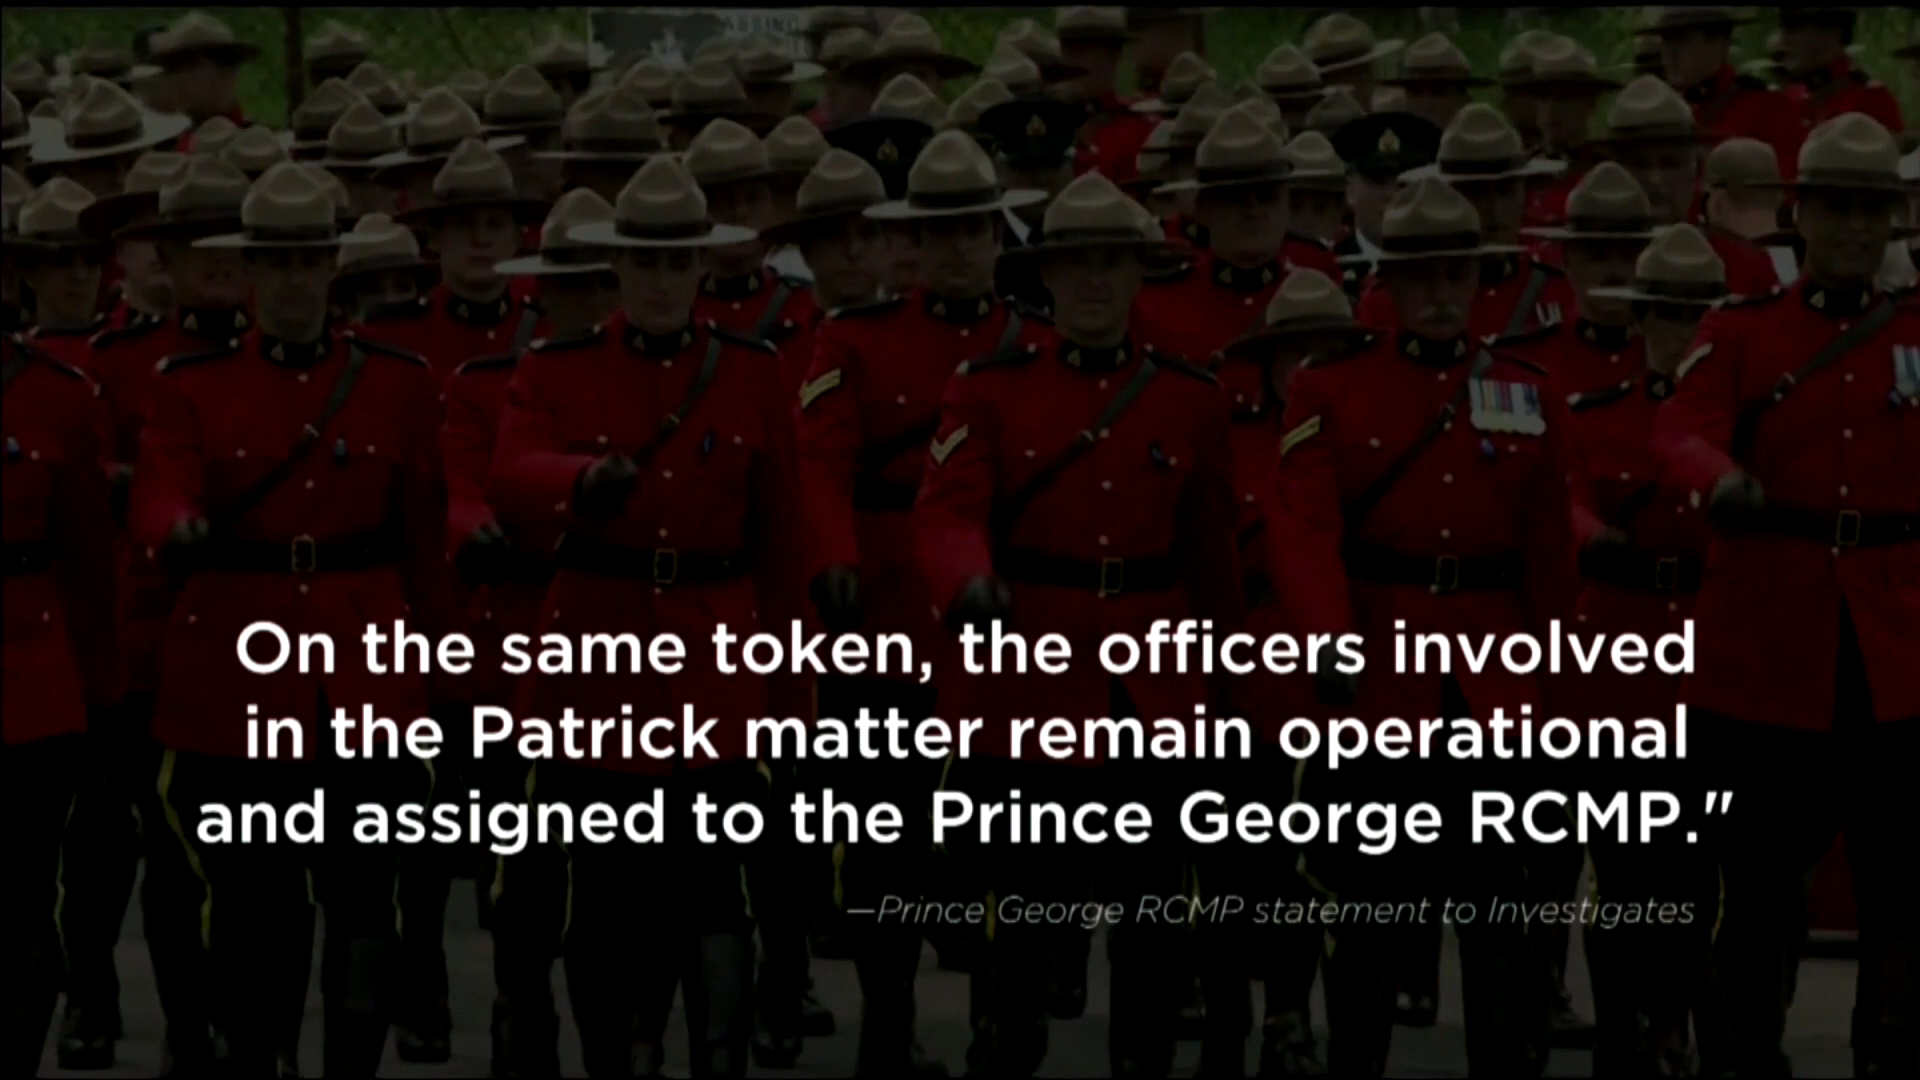 On the same token, the officers involved
in the Patrick matter remain operational
and assigned to the Prince George RCMP."
—Prince George RCMP statement to Investigates